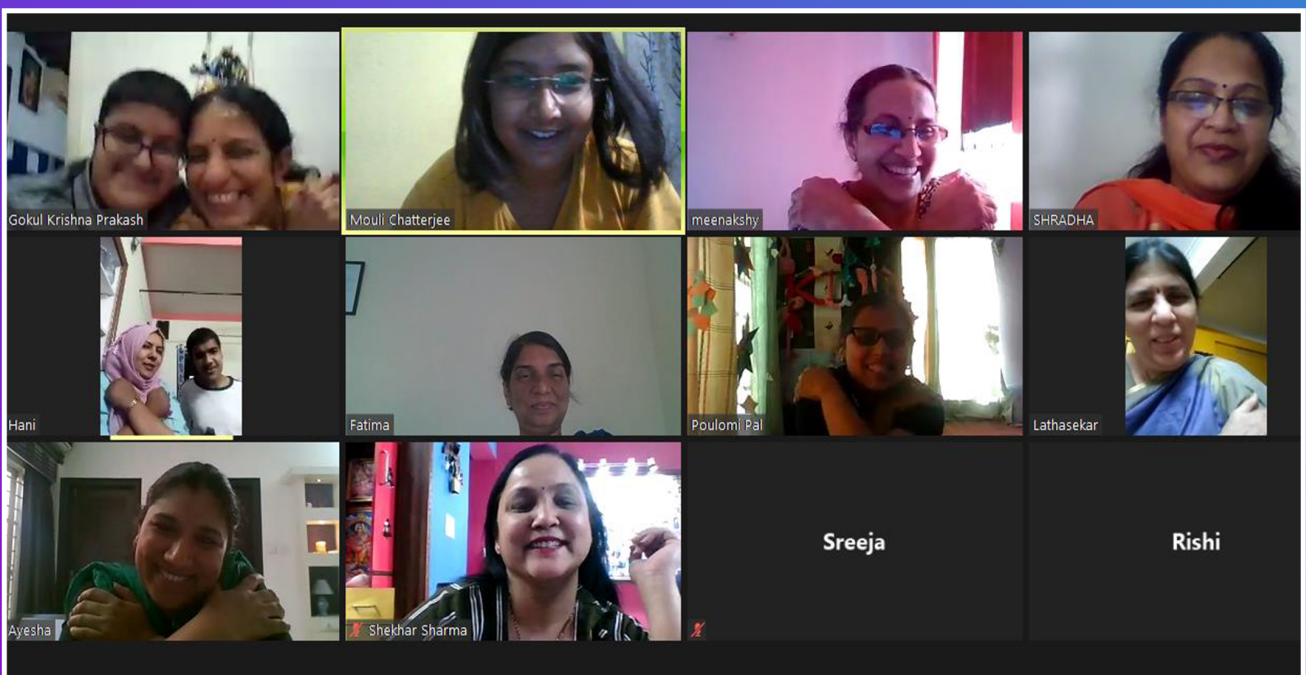 Gokul Krishna Prakash
Mouli Chatterjee
meenakshy
SHRADHA
Hani
Fatima
Poulomi Pal
Lathasekar
Ayesha
Shekhar Sharma
Sreeja
Rishi